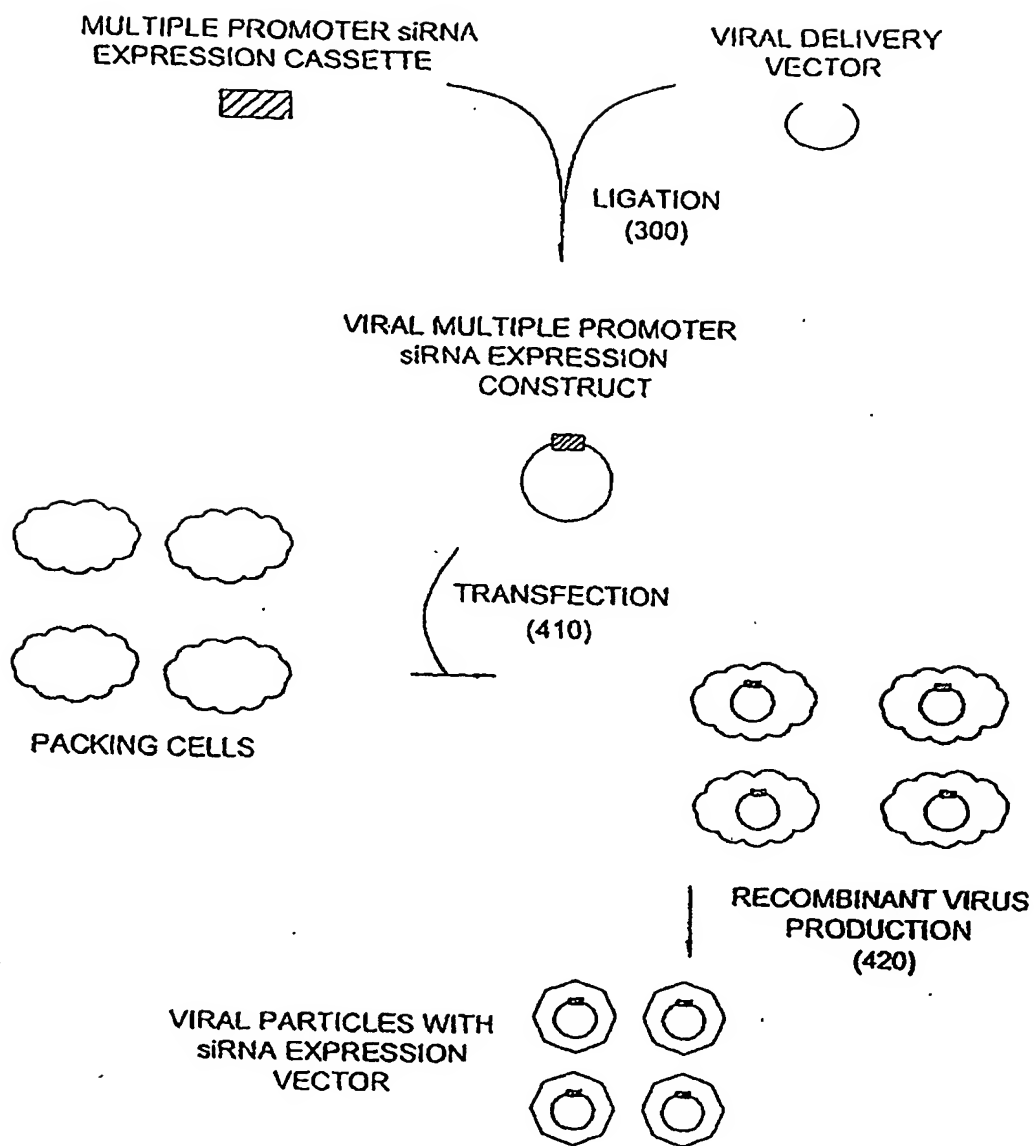 MULTIPLE PROMOTER siRNA
EXPRESSION CASSETTE
VIRAL DELIVERY
VECTOR
LIGATION
(300)
VIRAL MULTIPLE PROMOTER
siRNA EXPRESSION
CONSTRUCT
TRANSFECTION
(410)
PACKING CELLS
RECOMBINANT VIRUS
PRODUCTION
(420)
VIRAL PARTICLES WITH
siRNA EXPRESSION
VECTOR